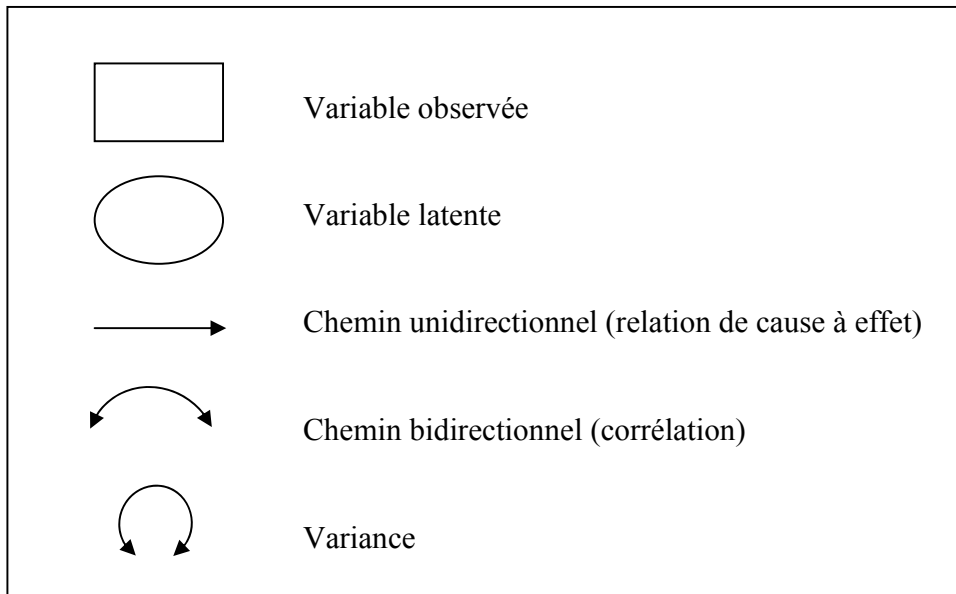 Variable observée
Variable latente
Chemin unidirectionnel (relation de cause à effet)
Chemin bidirectionnel (corrélation)
Variance